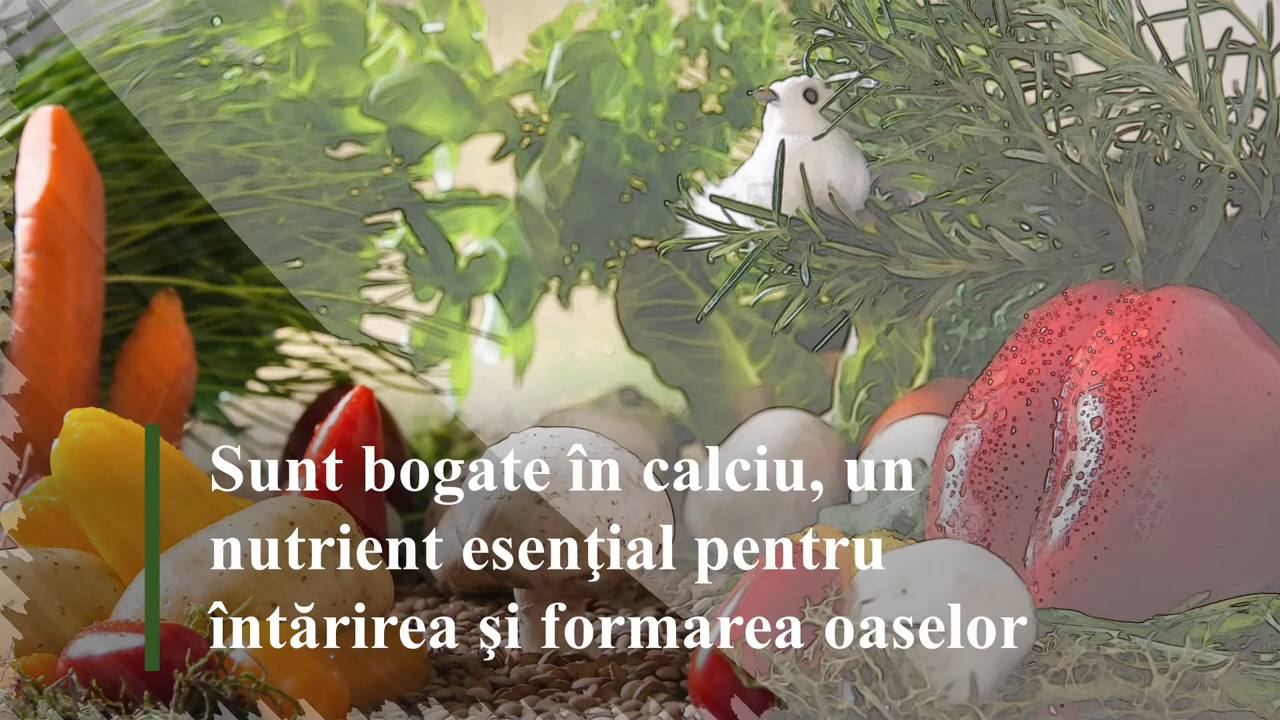 Sunt bogate în calciu, un
nutrient esenţial pentru
întărirea şi formarea oaselor